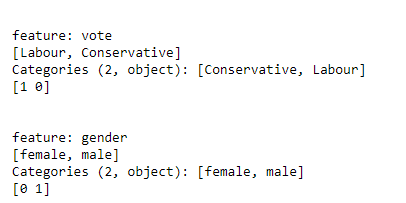 feature: vote
[Labour, Conservative]
Categories (2, object): [Conservative, Labour]
[1 0]
feature: gender
[female, male]
Categories (2, object): [female, male]
[0 1]